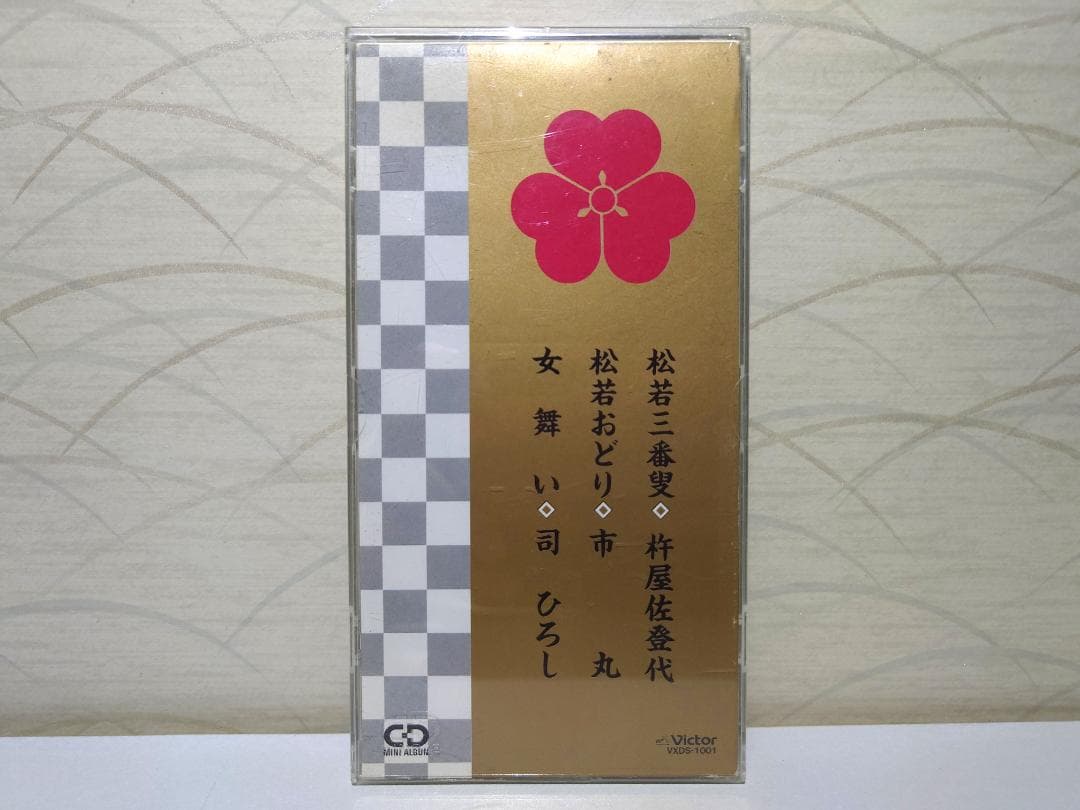 松若三番叟◇杵屋佐登代
松若おどり◇市丸
女舞い◇司ひろし
CD
MINI ALBUM
Victor
VXDS-1001